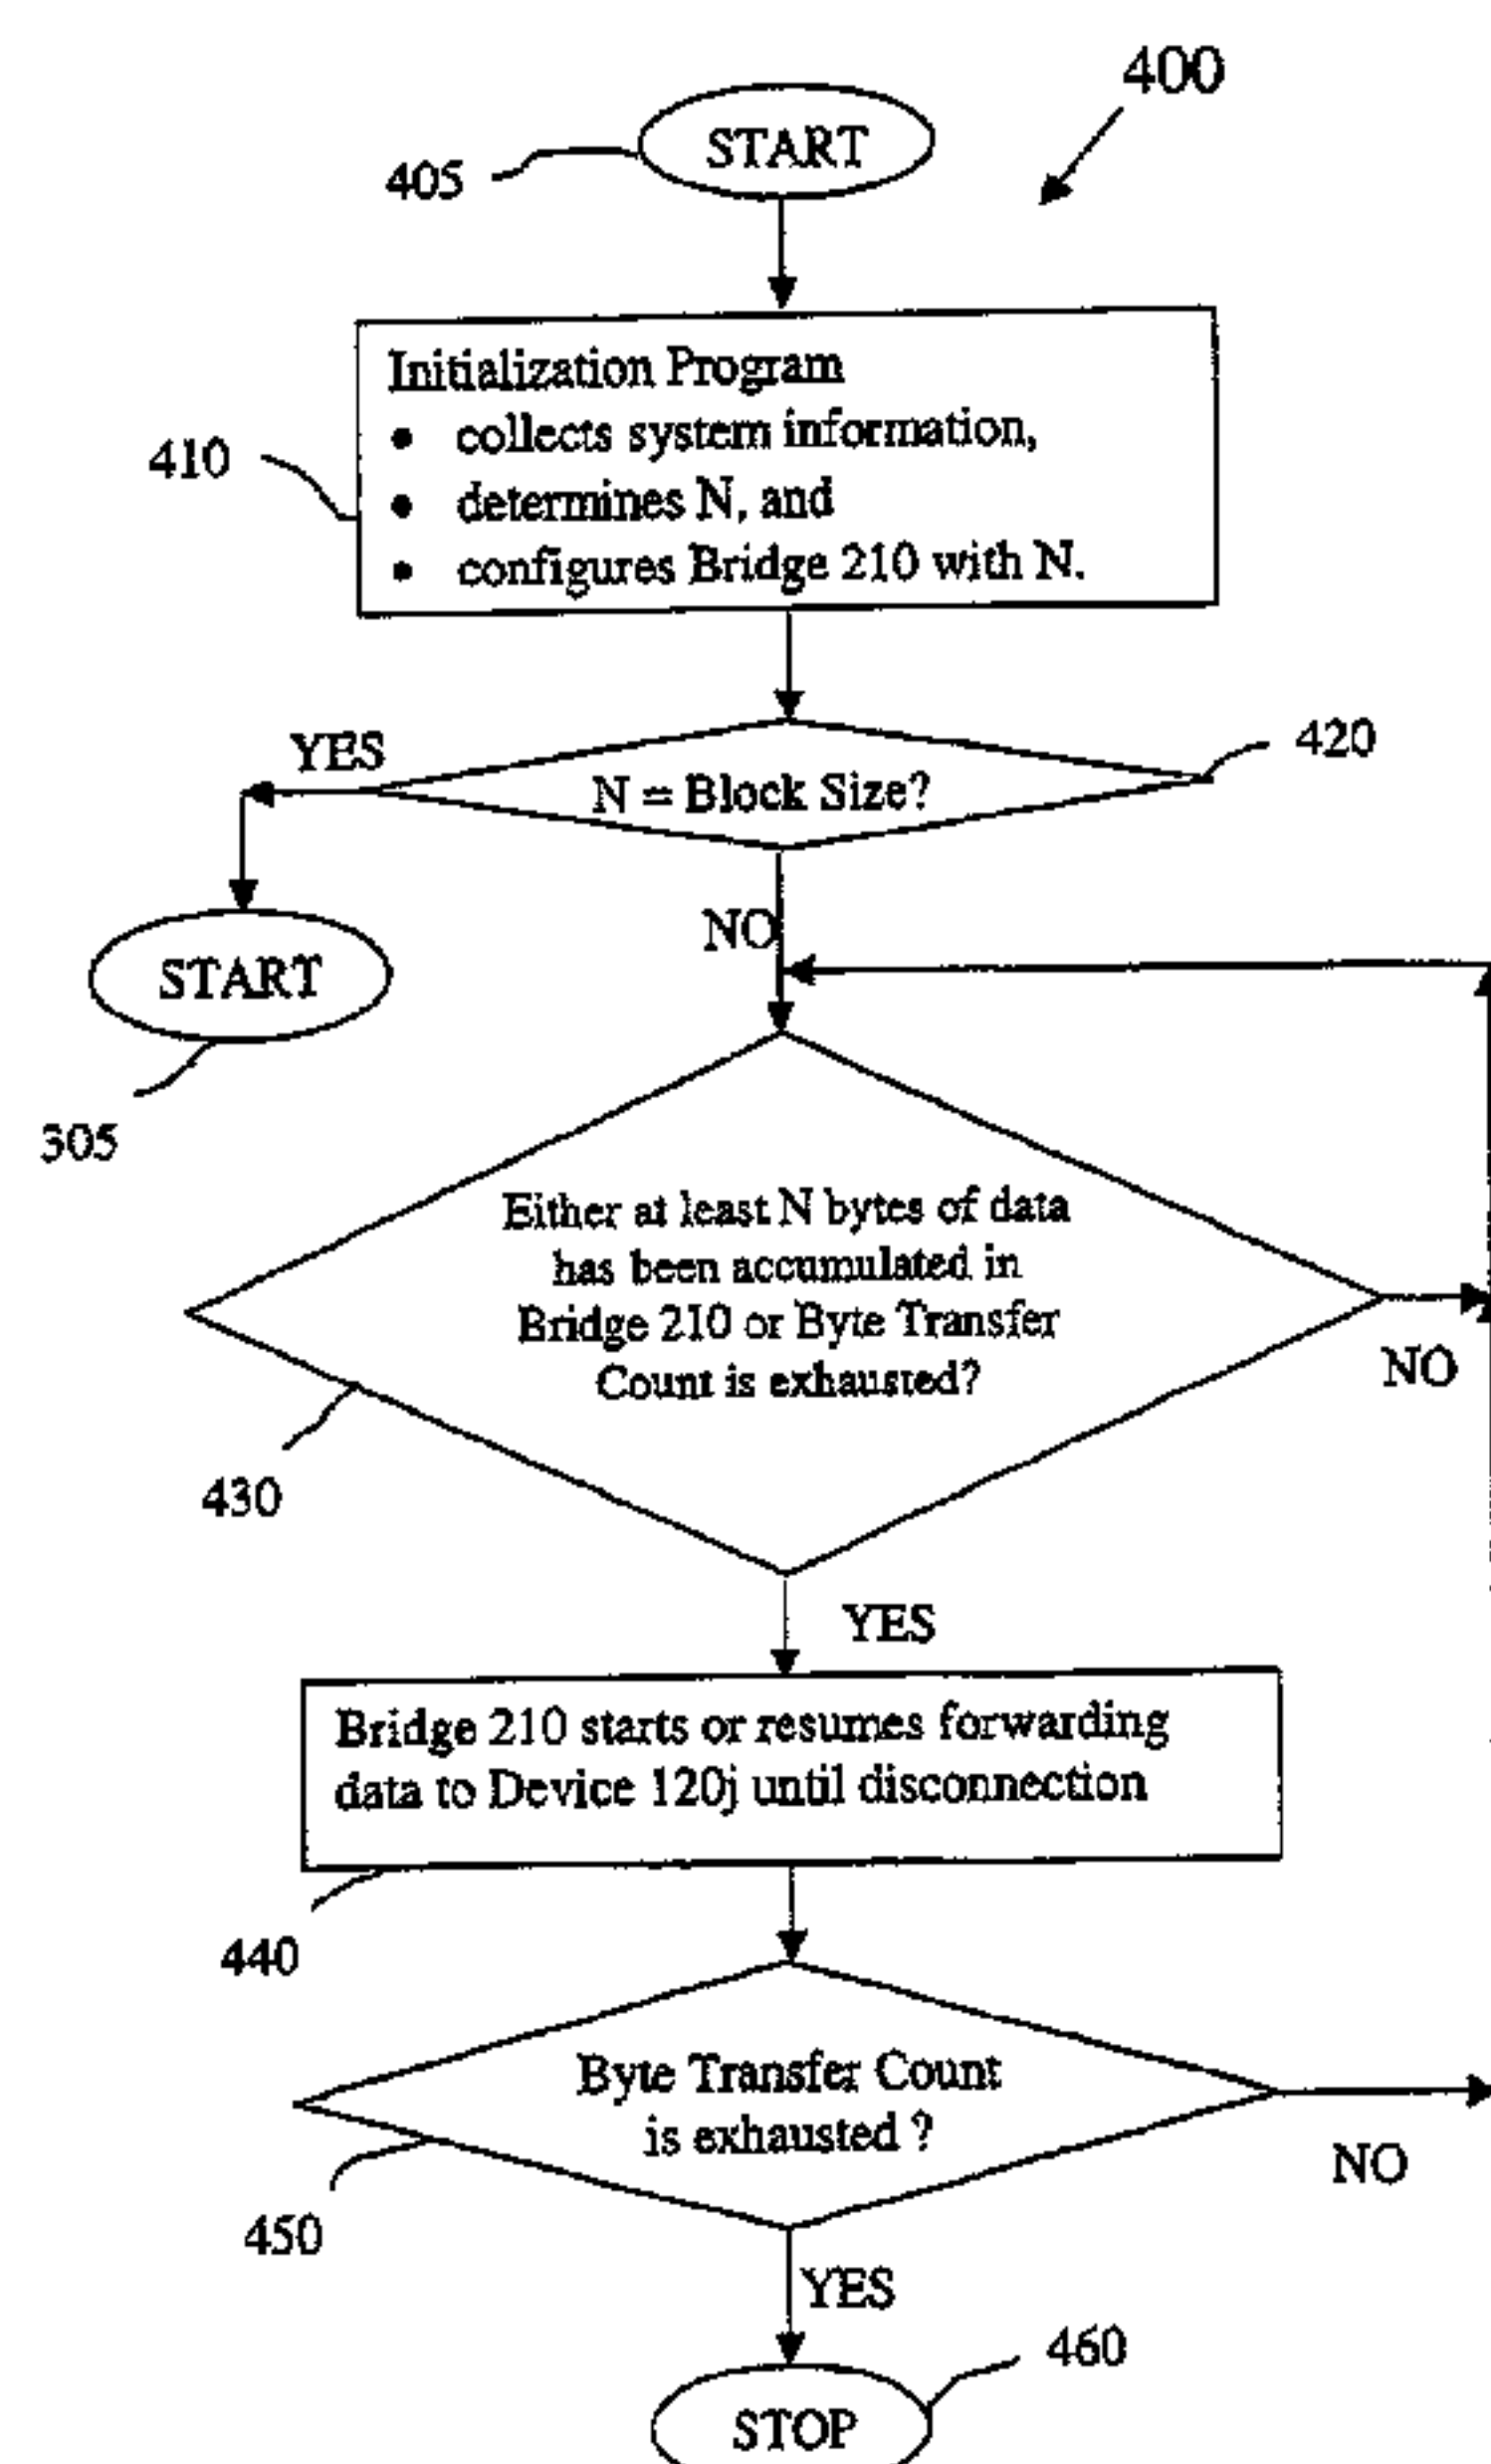 400
START
405
Initialization Program
• collects system information,
• determines N, and
• configures Bridge 210 with N.
410
YES
N = Block Size?
420
NO
START
305
Either at least N bytes of data
has been accumulated in
Bridge 210 or Byte Transfer
Count is exhausted?
NO
430
YES
Bridge 210 starts or resumes forwarding
data to Device 120j until disconnection
440
Byte Transfer Count
is exhausted ?
NO
450
YES
460
STOP